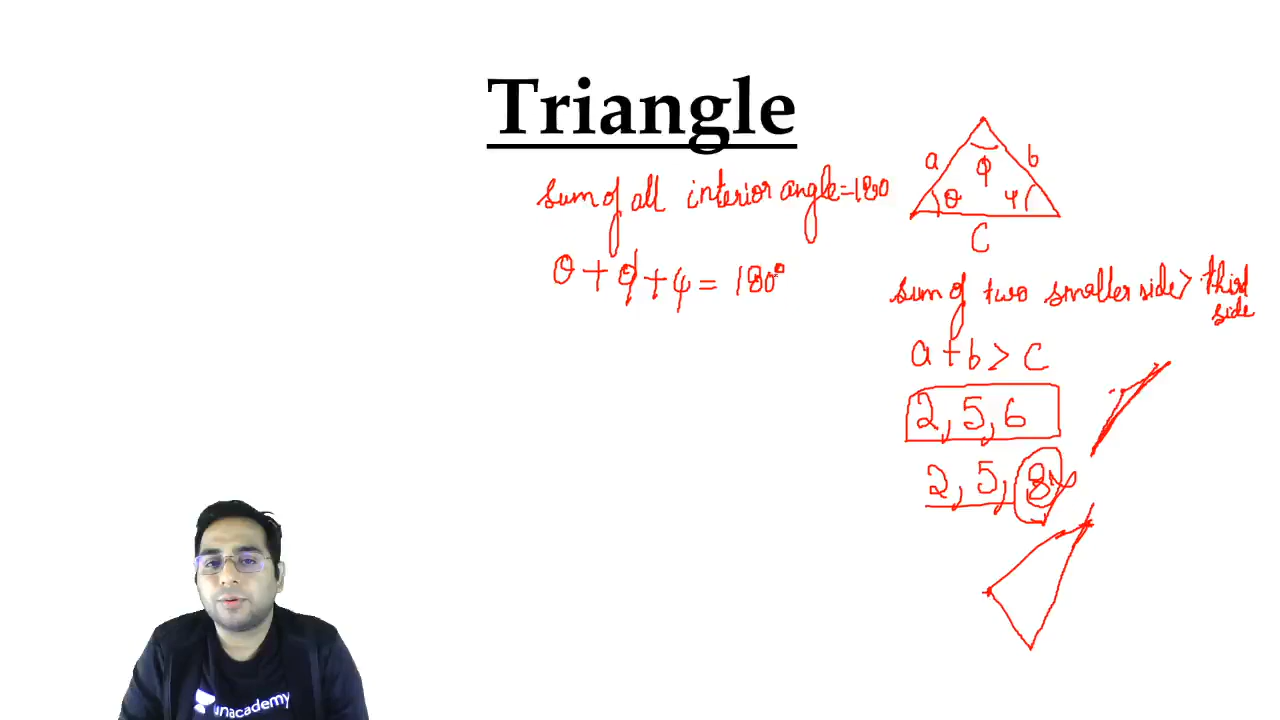 Triangle
sum of all interior angle=180
θ + φ + ψ = 180°
a
b
φ
θ
ψ
C
sum of two smaller side > third
side
a + b > C
2, 5, 6
2, 5, 8
unacademy